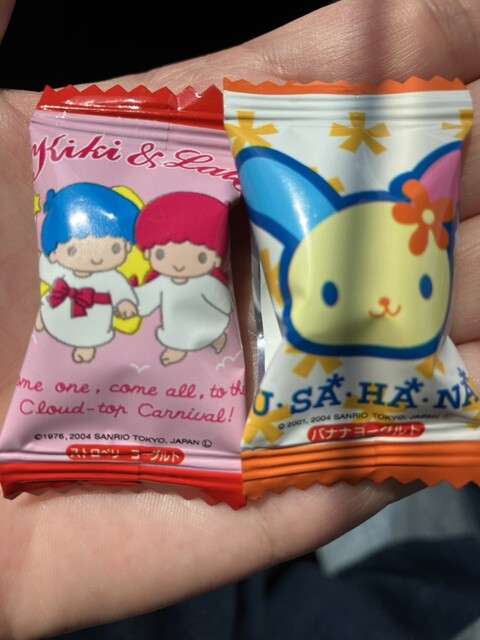 Kiki & Lala
come one, come all, to the
Cloud-top Carnival!
©1976, 2004 SANRIO TOKYO, JAPAN Ⓛ
ストロベリーヨーグルト
U·SA·HA·NA
© 2001, 2004 SANRIO TOKYO, JAPAN
バナナヨーグルト